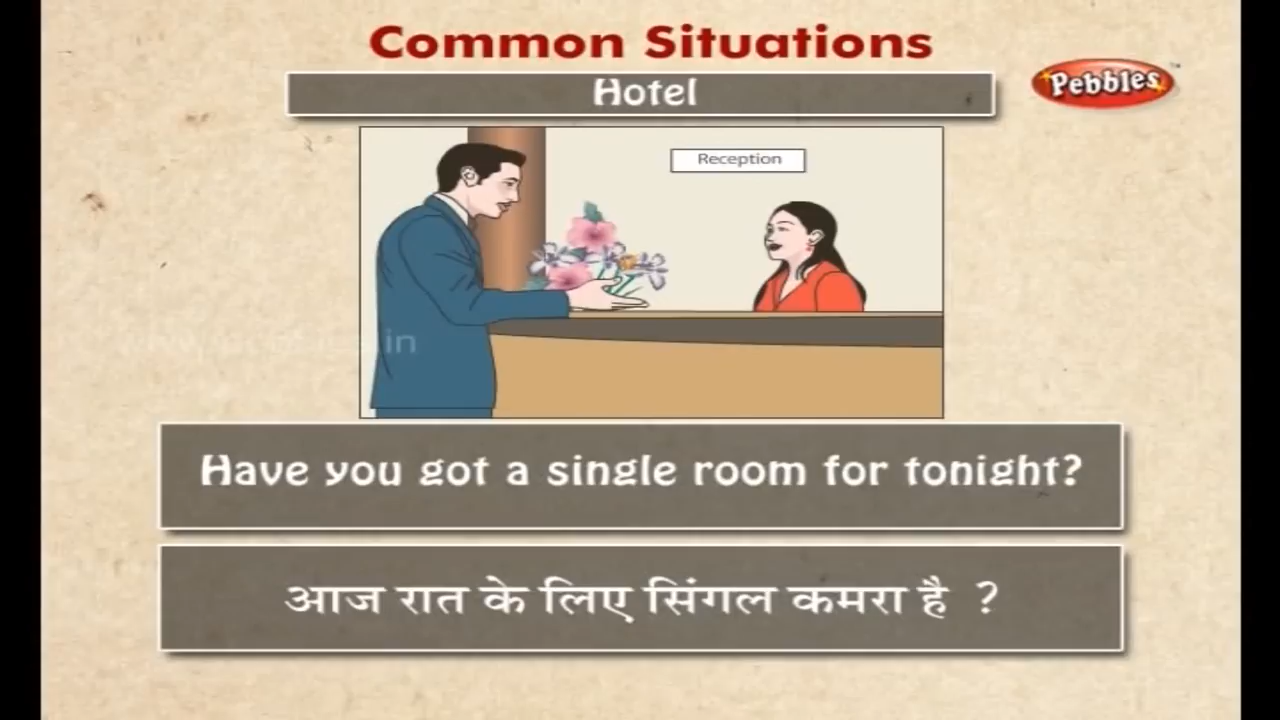 Common Situations
Hotel
Pebbles
Reception
Have you got a single room for tonight?
आज रात के लिए सिंगल कमरा है ?